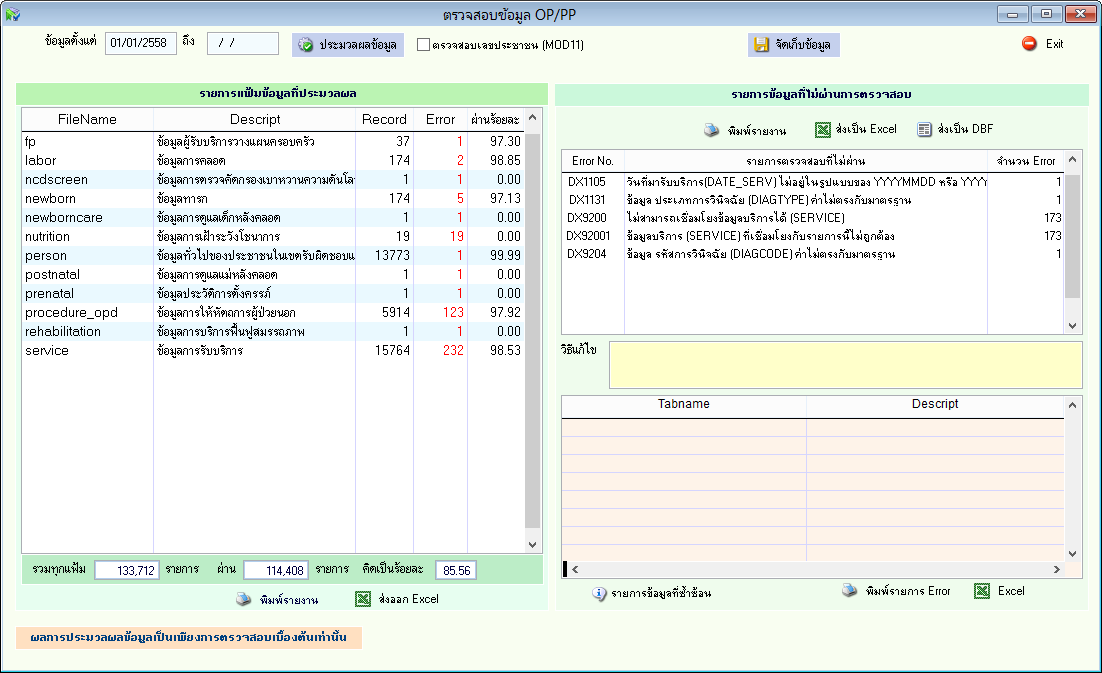 ตรวจสอบข้อมูล OP/PP
ข้อมูลตั้งแต่ 01/01/2558 ถึง / / ประมวลผลข้อมูล ตรวจสอบเลขประชาชน (MOD11) จัดเก็บข้อมูล Exit
รายการแฟ้มข้อมูลที่ประมวลผล
FileName Descript Record Error ผ่านร้อยละ
fp ข้อมูลผู้รับบริการวางแผนครอบครัว 37 1 97.30
labor ข้อมูลการคลอด 174 2 98.85
ncdscreen ข้อมูลการตรวจคัดกรองเบาหวานความดันโล 1 1 0.00
newborn ข้อมูลทารก 174 5 97.13
newborncare ข้อมูลการดูแลเด็กหลังคลอด 1 1 0.00
nutrition ข้อมูลการเฝ้าระวังโชนาการ 19 19 0.00
person ข้อมูลทั่วไปของประชาชนในเขตรับผิดชอบแ 13773 1 99.99
postnatal ข้อมูลการดูแลแม่หลังคลอด 1 1 0.00
prenatal ข้อมูลประวัติการตั้งครรภ์ 1 1 0.00
procedure_opd ข้อมูลการให้หัตถการผู้ป่วยนอก 5914 123 97.92
rehabilitation ข้อมูลการบริการฟื้นฟูสมรรถภาพ 1 1 0.00
service ข้อมูลการรับบริการ 15764 232 98.53
รวมทุกแฟ้ม 133,712 รายการ ผ่าน 114,408 รายการ คิดเป็นร้อยละ 85.56
พิมพ์รายงาน ส่งออก Excel
ผลการประมวลผลข้อมูลเป็นเพียงการตรวจสอบเบื้องต้นเท่านั้น
รายการข้อมูลที่ไม่ผ่านการตรวจสอบ
พิมพ์รายงาน ส่งเป็น Excel ส่งเป็น DBF
Error No. รายการตรวจสอบที่ไม่ผ่าน จำนวน Error
DX1105 วันที่มารับบริการ(DATE_SERV) ไม่อยู่ในรูปแบบของ YYYYMMDD หรือ YYYY 1
DX1131 ข้อมูล ประเภทการวินิจฉัย (DIAGTYPE) ค่าไม่ตรงกับมาตรฐาน 1
DX9200 ไม่สามารถเชื่อมโยงข้อมูลบริการได้ (SERVICE) 173
DX92001 ข้อมูลบริการ (SERVICE) ที่เชื่อมโยงกับรายการนี้ไม่ถูกต้อง 173
DX9204 ข้อมูล รหัสการวินิจฉัย (DIAGCODE) ค่าไม่ตรงกับมาตรฐาน 1
วิธีแก้ไข
Tabname Descript
รายการข้อมูลที่ซ้ำซ้อน พิมพ์รายการ Error Excel